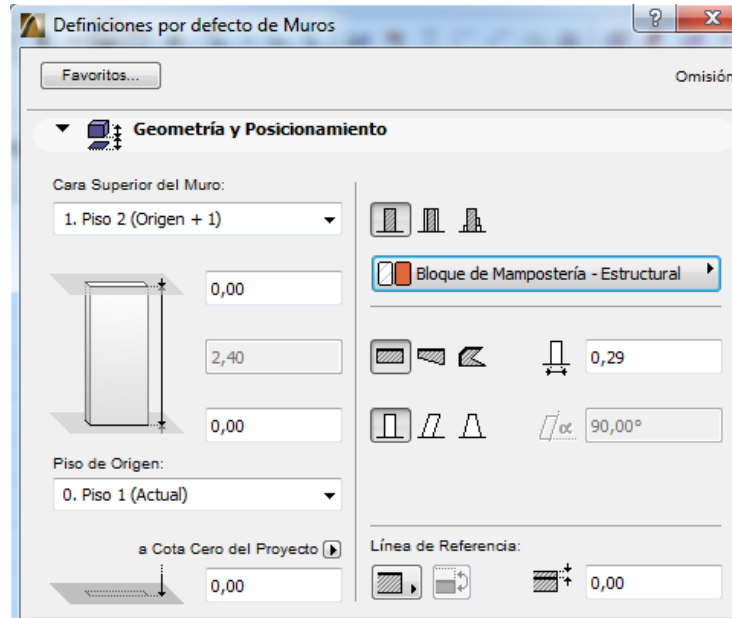 Definiciones por defecto de Muros
Favoritos...
Omisión
Geometría y Posicionamiento
Cara Superior del Muro:
1. Piso 2 (Origen + 1)
0,00
2,40
0,00
Piso de Origen:
0. Piso 1 (Actual)
a Cota Cero del Proyecto
0,00
Bloque de Mampostería - Estructural
0,29
α 90,00°
Línea de Referencia:
0,00